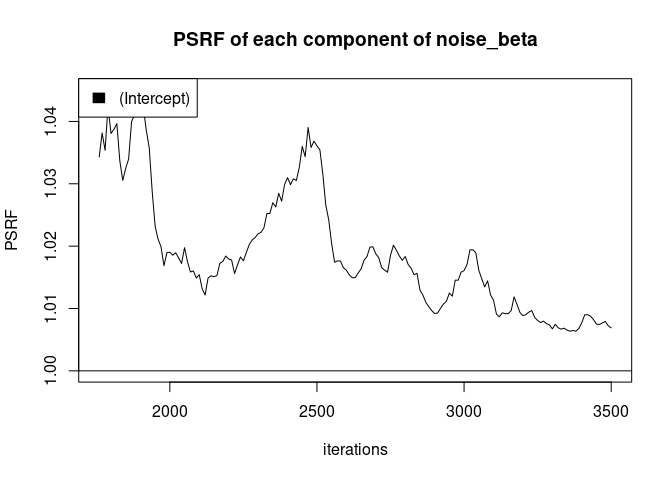 PSRF of each component of noise_beta
(Intercept)
PSRF
1.04
1.03
1.02
1.01
1.00
2000 2500 3000 3500
iterations